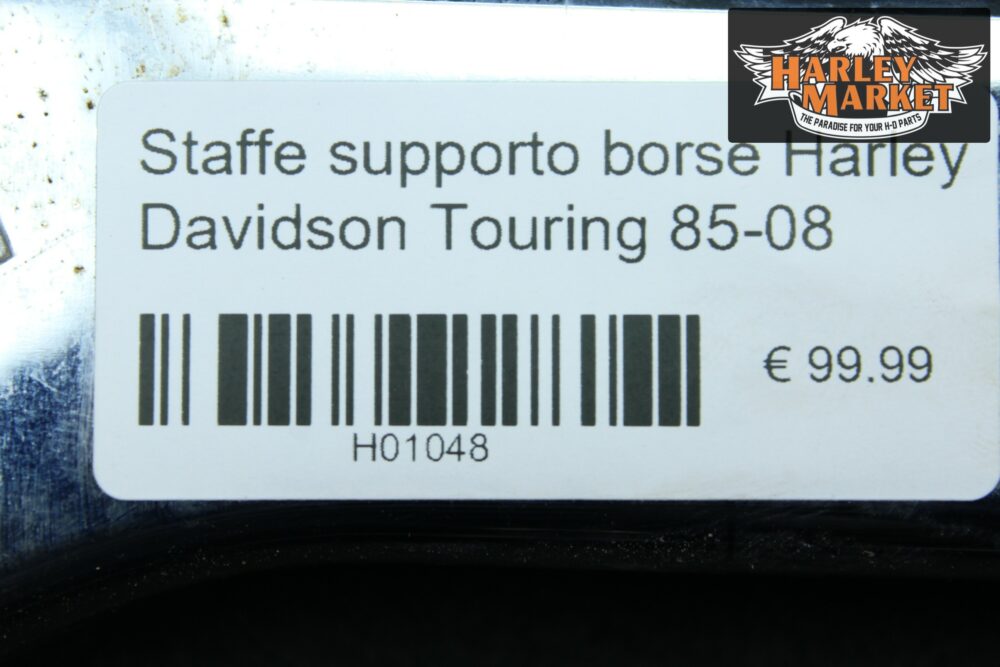 HARLEY
MARKET
THE PARADISE FOR YOUR H-D PARTS
Staffe supporto borse Harley
Davidson Touring 85-08
€ 99.99
H01048